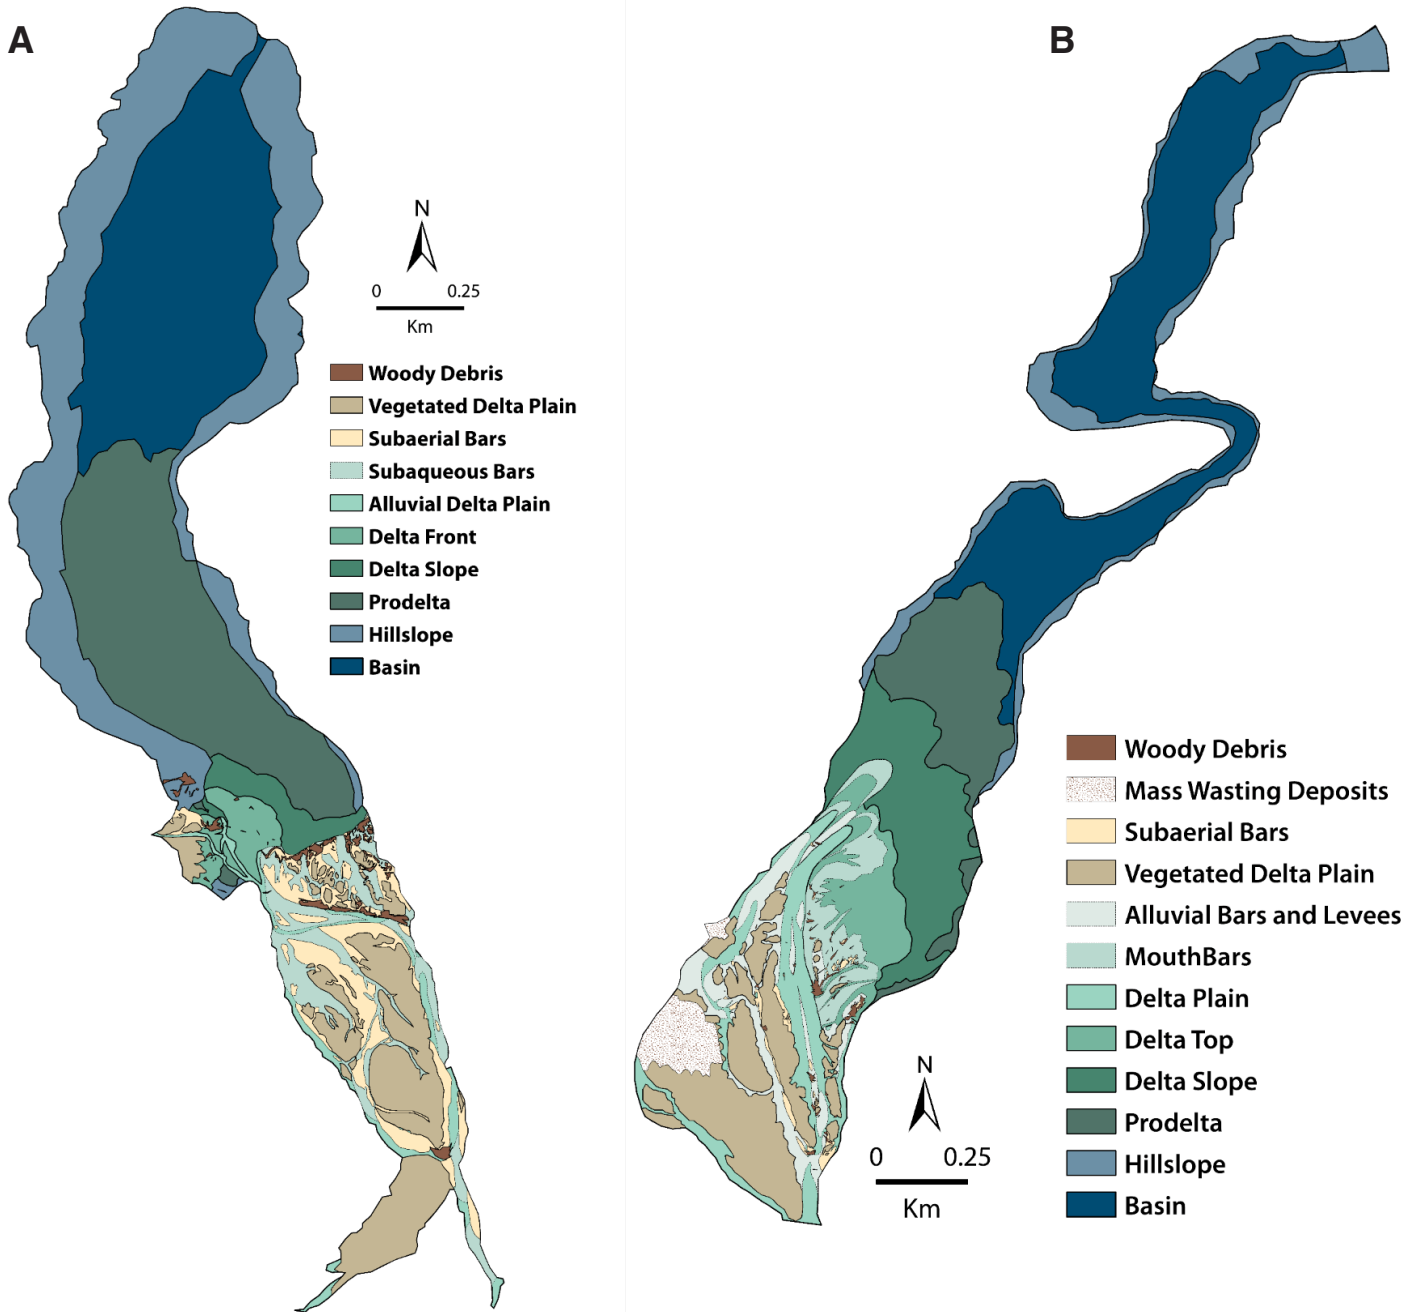 A
B
N
0 0.25
Km
Woody Debris
Vegetated Delta Plain
Subaerial Bars
Subaqueous Bars
Alluvial Delta Plain
Delta Front
Delta Slope
Prodelta
Hillslope
Basin
Woody Debris
Mass Wasting Deposits
Subaerial Bars
Vegetated Delta Plain
Alluvial Bars and Levees
MouthBars
Delta Plain
Delta Top
Delta Slope
Prodelta
Hillslope
Basin
N
0 0.25
Km